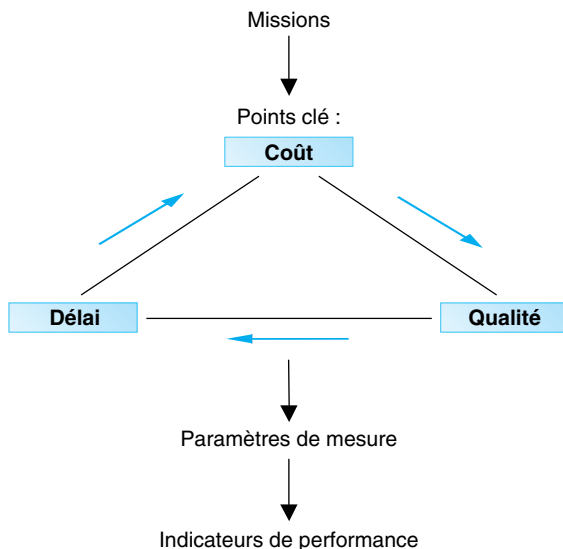 Missions
Points clé :
Coût
Délai
Qualité
Paramètres de mesure
Indicateurs de performance